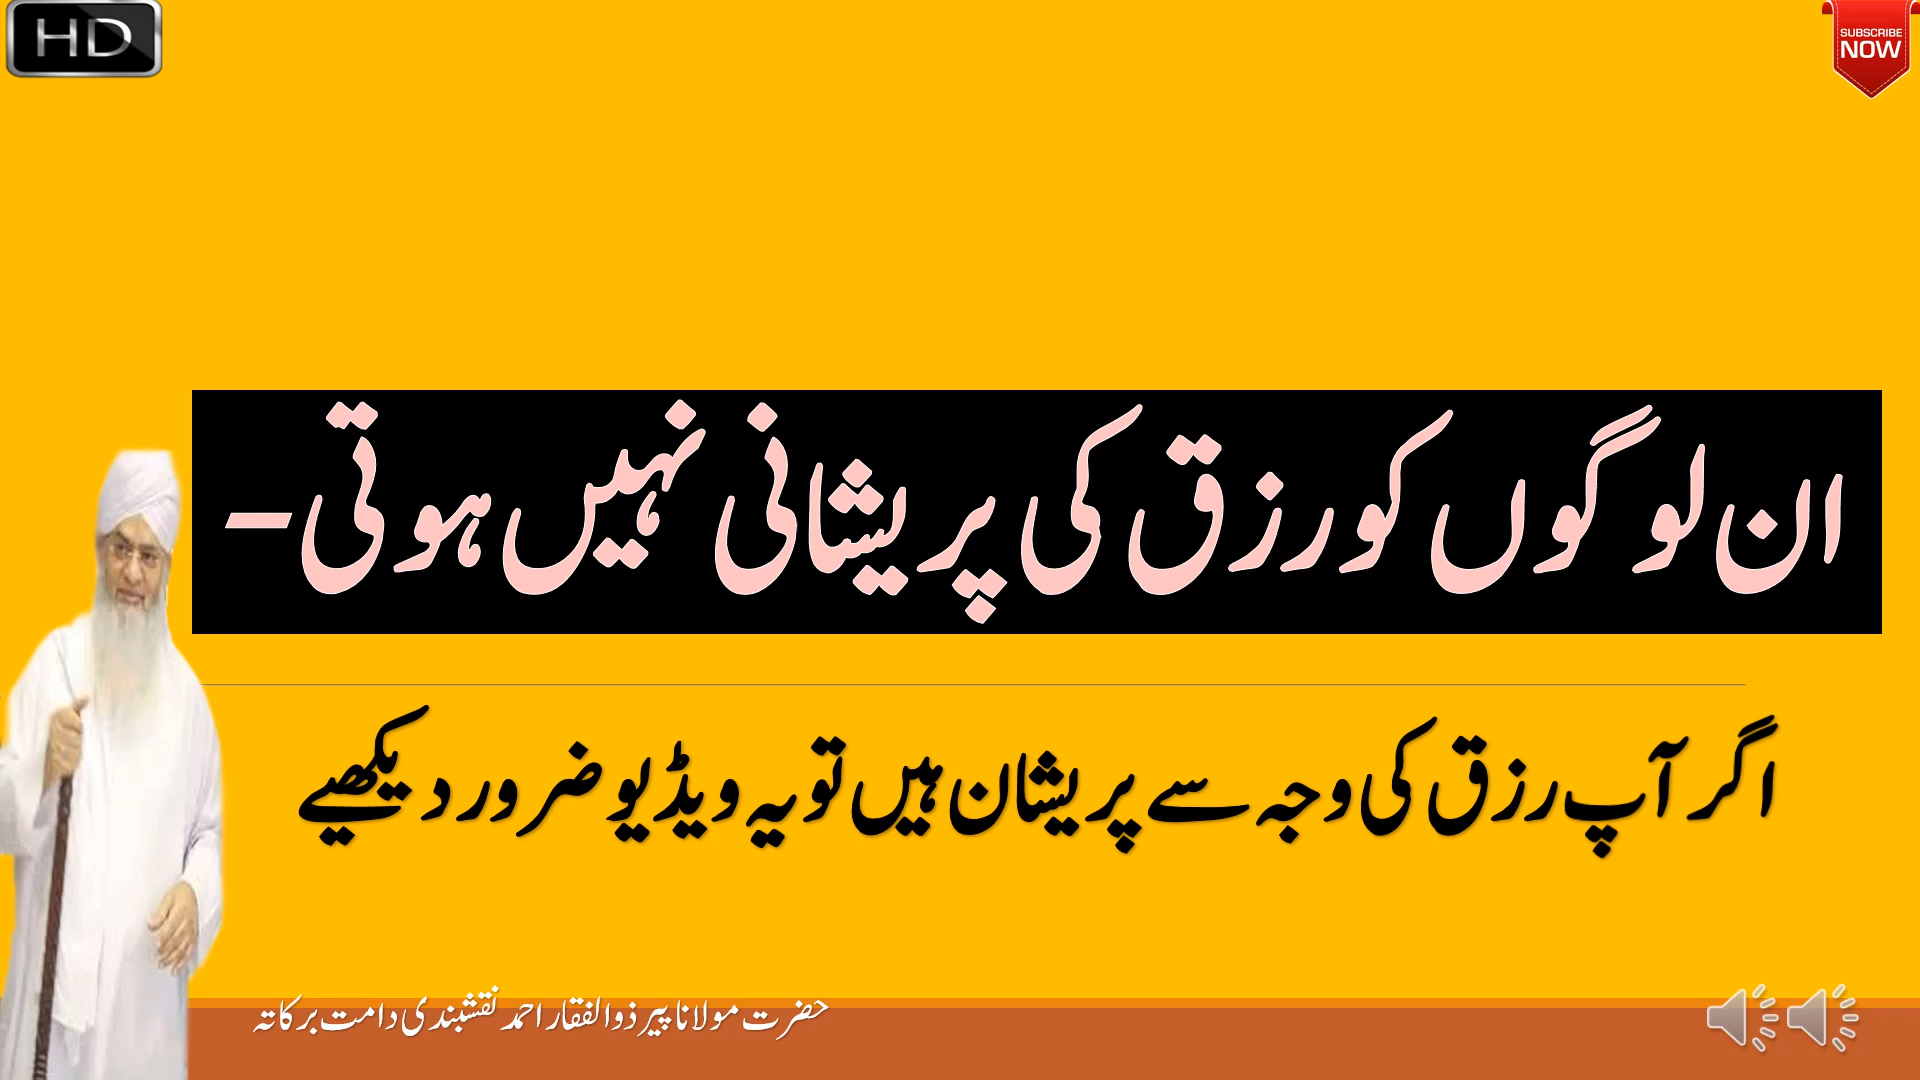 HD
SUBSCRIBE
NOW
ان لوگوں کو رزق کی پریشانی نہیں ہوتی۔
اگر آپ رزق کی وجہ سے پریشان ہیں تو یہ ویڈیو ضرور دیکھیے
حضرت مولانا پیر ذوالفقار احمد نقشبندی دامت برکاتہ